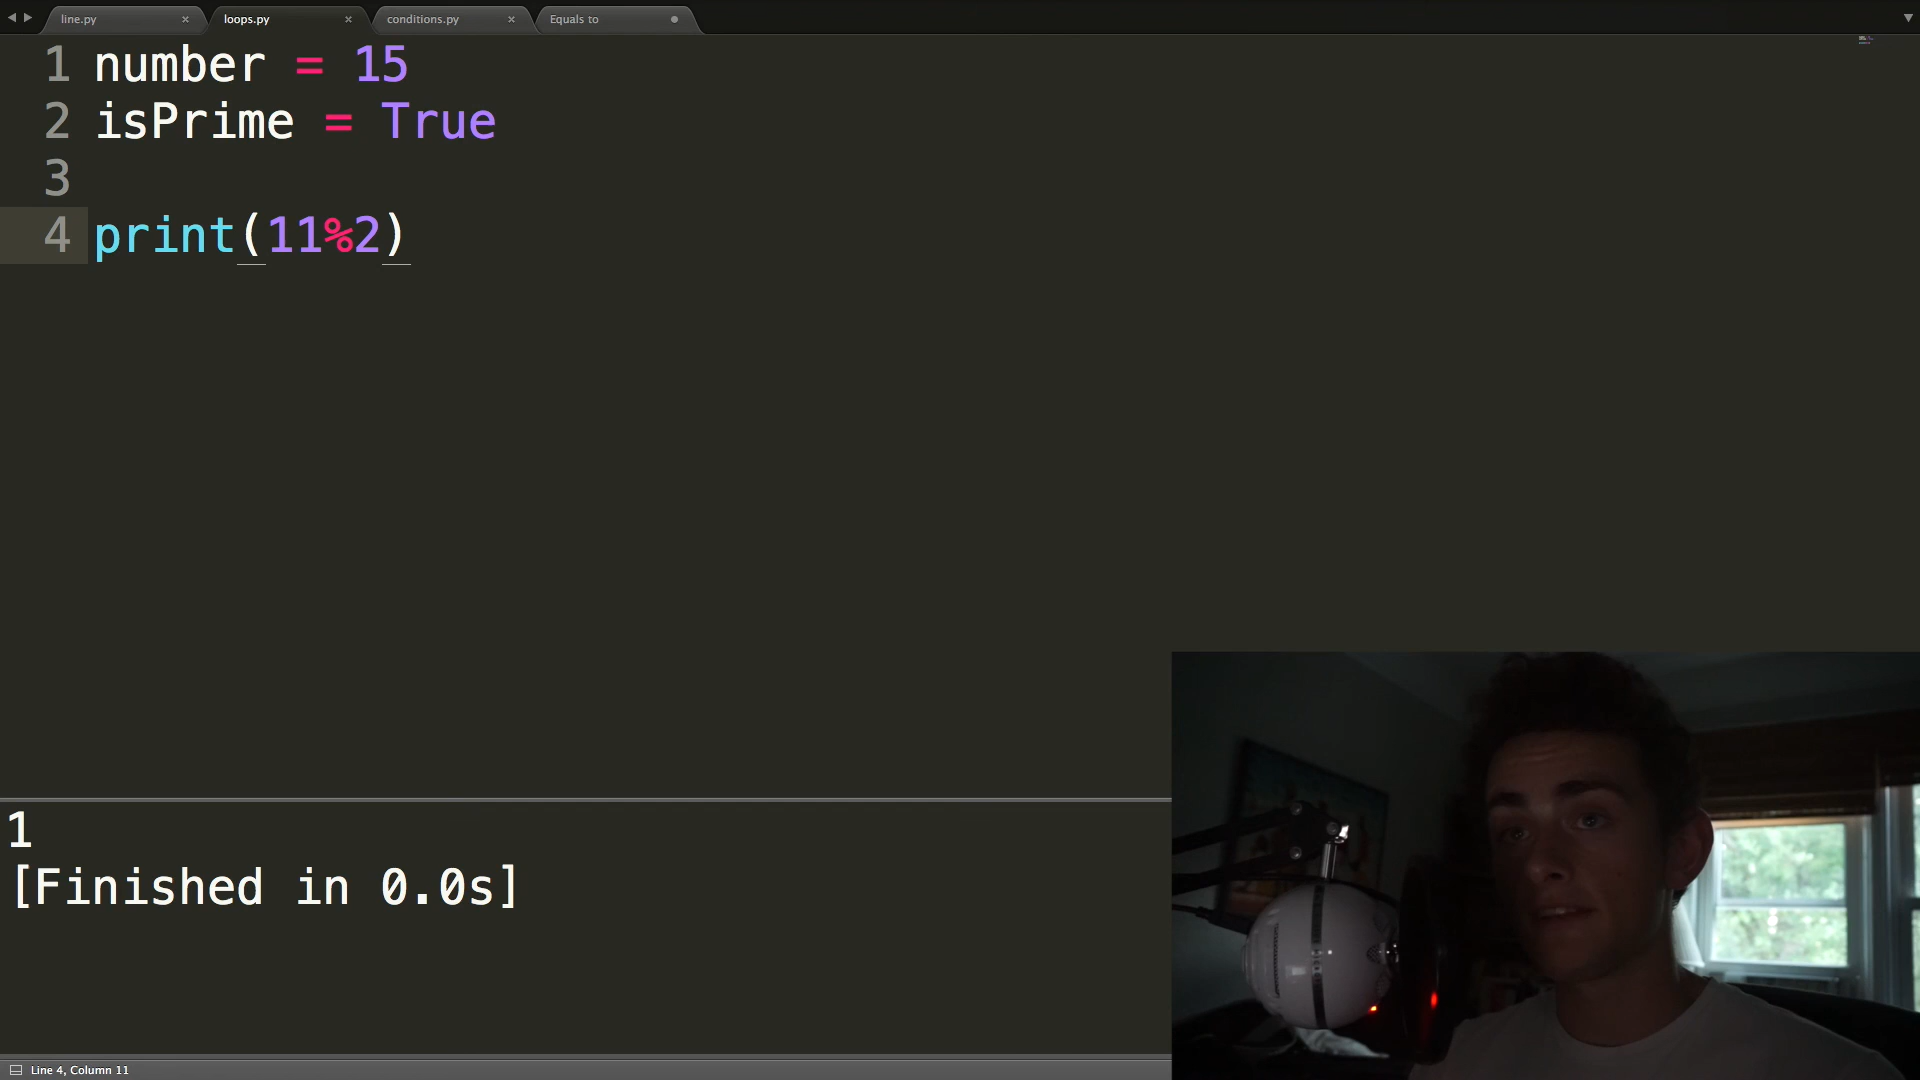 line.py
loops.py
conditions.py
Equals to
1 number = 15
2 isPrime = True
3
4 print(11%2)
1
[Finished in 0.0s]
Line 4, Column 11